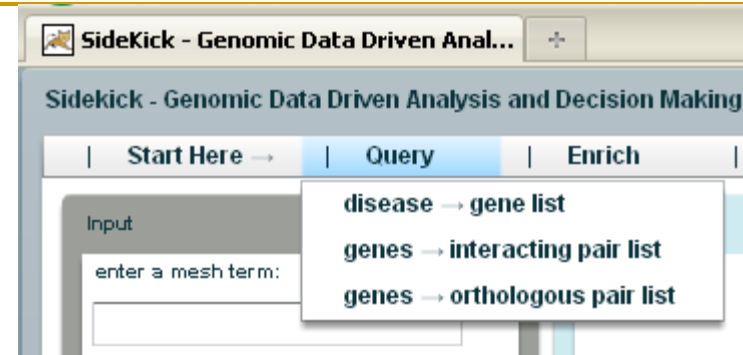 SideKick - Genomic Data Driven Anal...
Sidekick - Genomic Data Driven Analysis and Decision Making
| Start Here → | Query | Enrich |
disease → gene list
genes → interacting pair list
genes → orthologous pair list
Input
enter a mesh term: